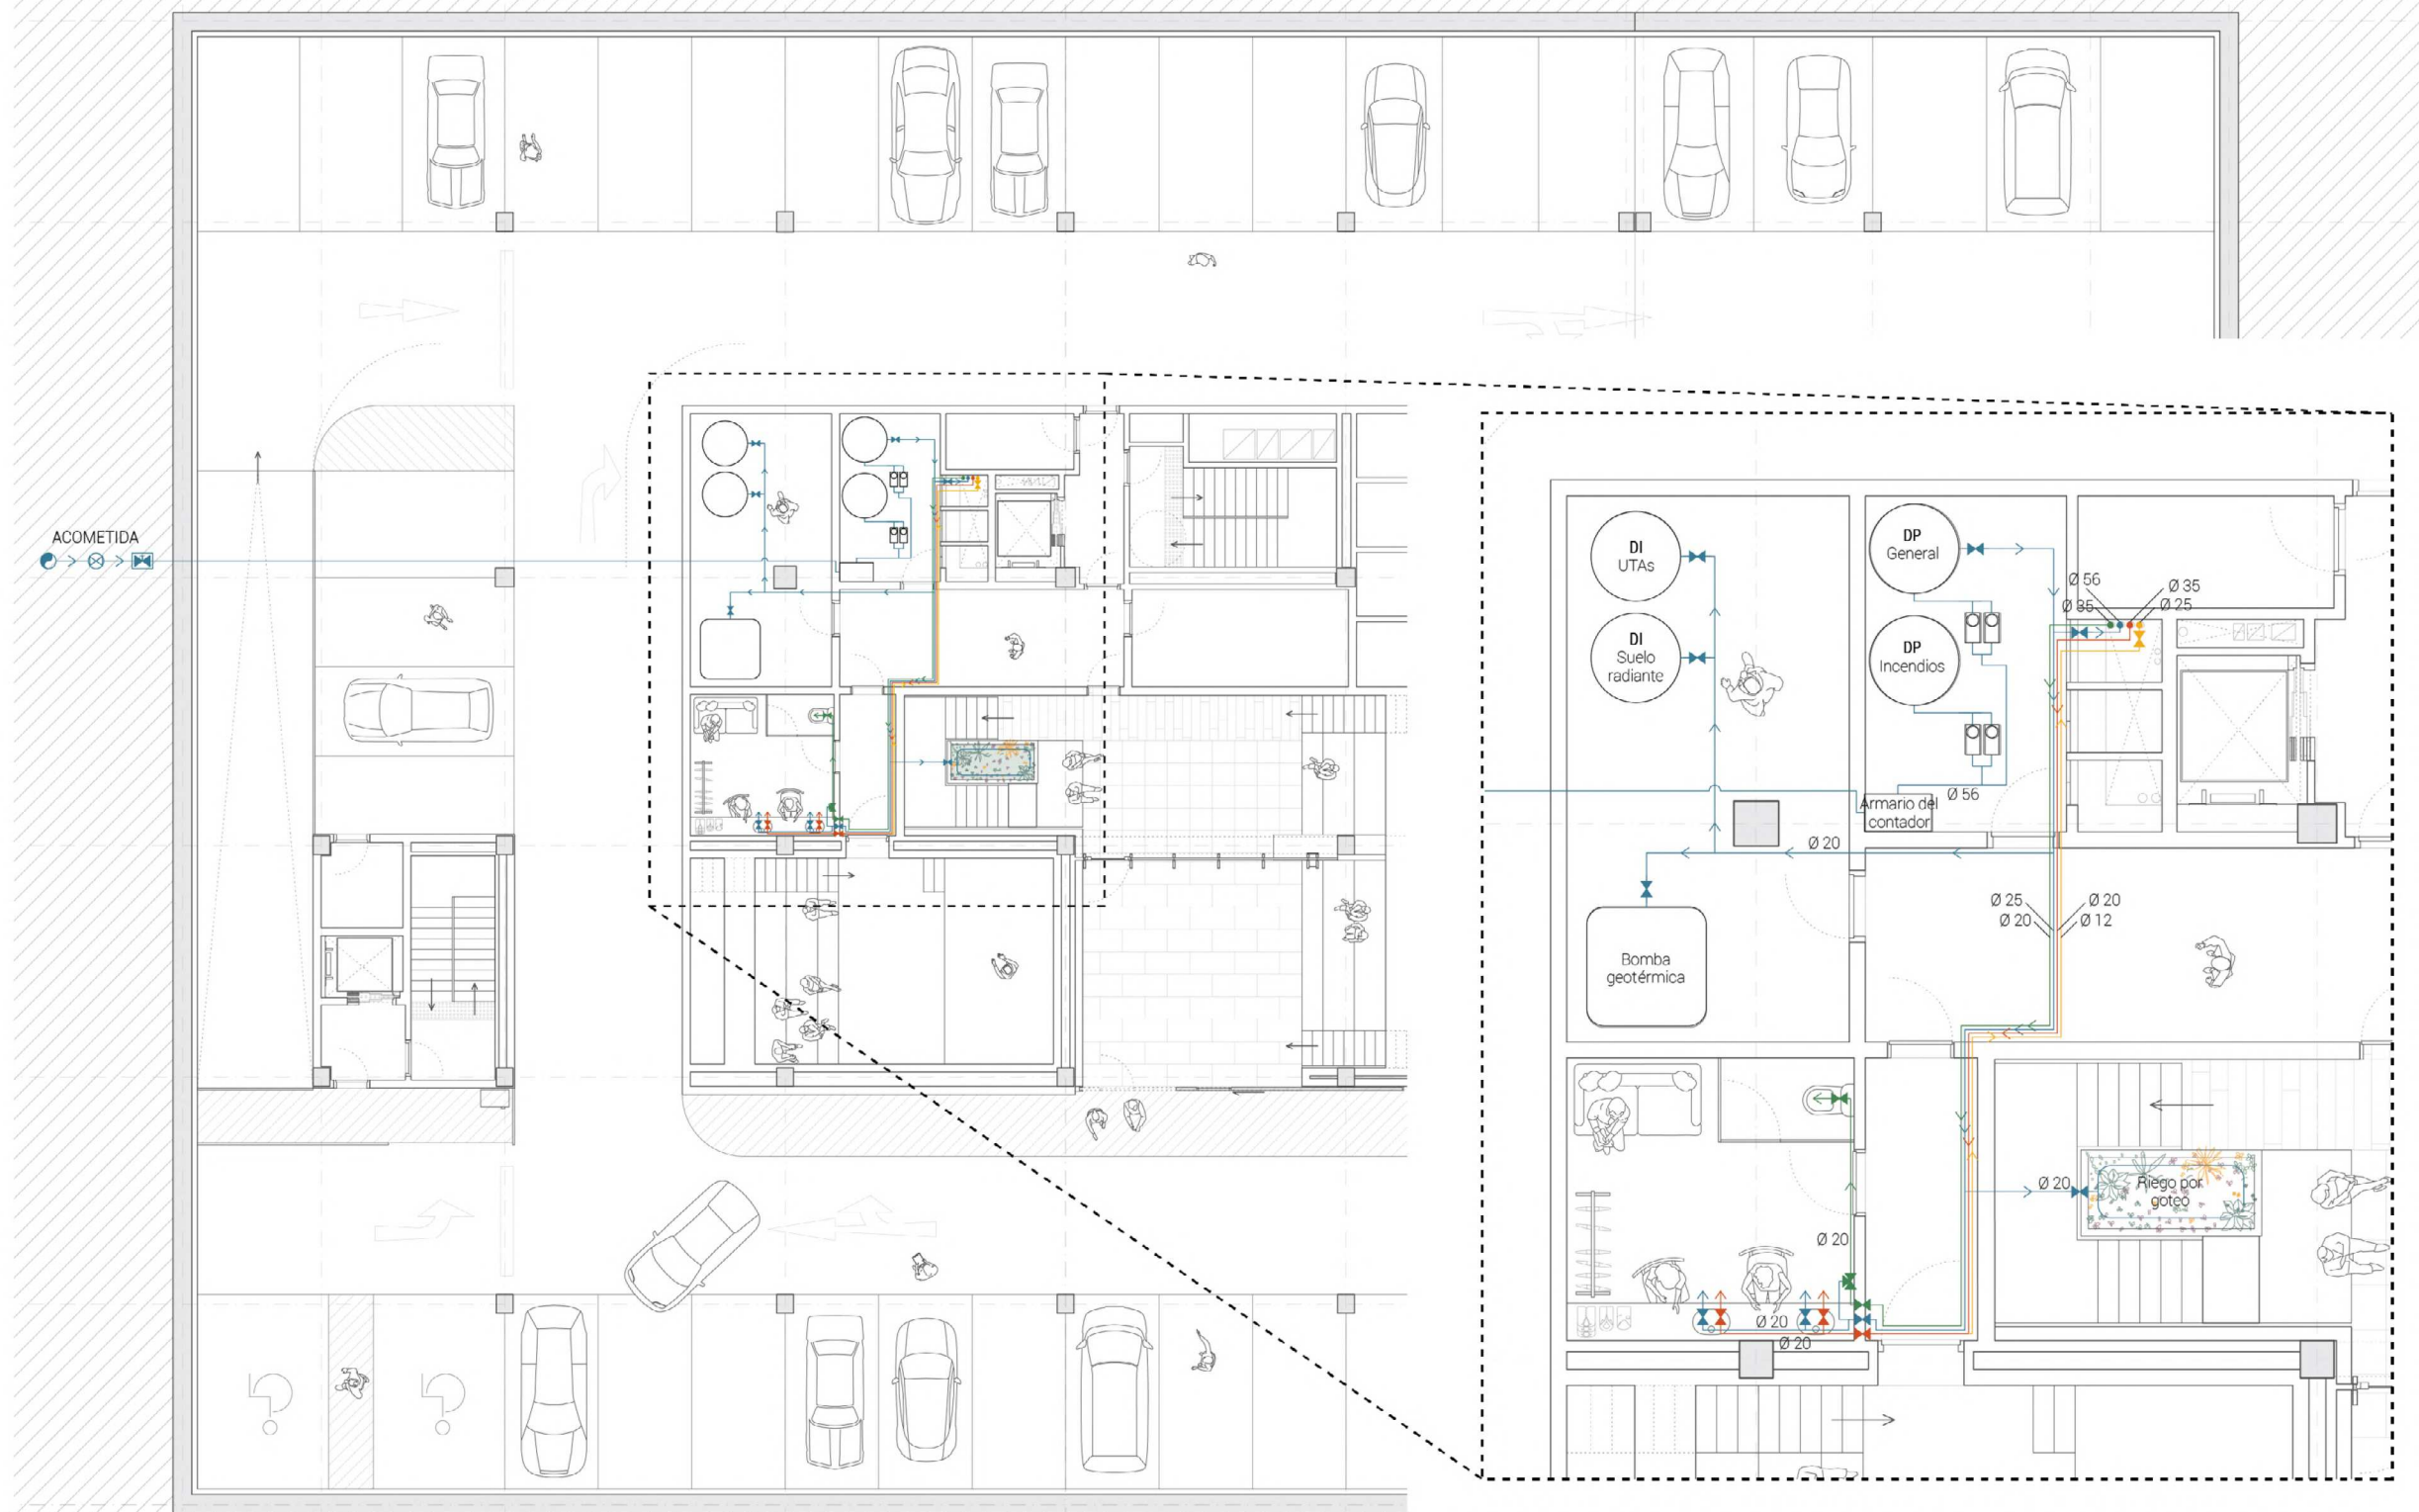 ACOMETIDA
DI
UTAs
DI
Suelo
radiante
DP
General
DP
Incendios
Ø 56
Ø 35
Ø 35
Ø 25
Armario del
contador
Ø 56
Ø 20
Ø 25
Ø 20
Ø 20
Ø 12
Bomba
geotérmica
Ø 20
Riego por
goteo
Ø 20
Ø 20
Ø 20